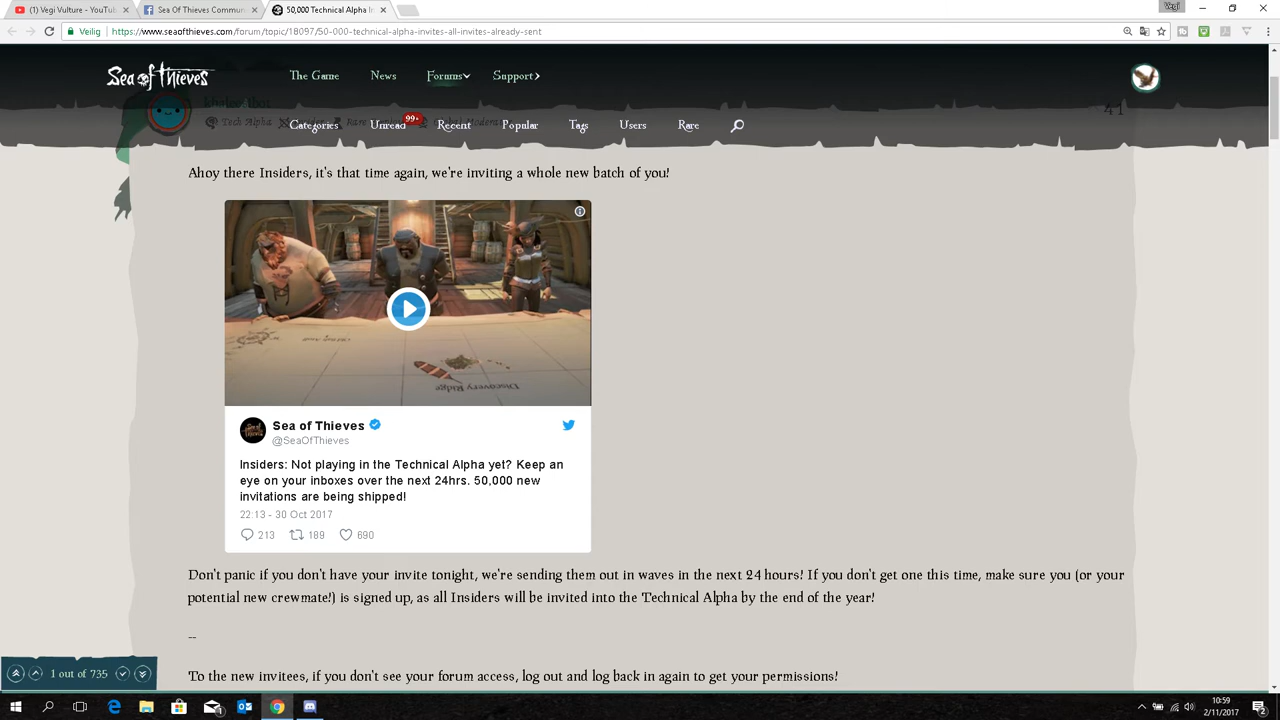 (1) Vegi Vulture - YouTub
Sea Of Thieves Commun
50,000 Technical Alpha In
Vegi
Veilig
https://www.seaofthieves.com/forum/topic/18097/50-000-technical-alpha-invites-all-invites-already-sent
Sea of Thieves
The Game
News
Forums
Support
41
Categories
Unread
99+
Recent
Popular
Tags
Users
Rare
Ahoy there Insiders, it's that time again, we're inviting a whole new batch of you!
Discovery Ridge
Sea of Thieves
@SeaOfThieves
Insiders: Not playing in the Technical Alpha yet? Keep an
eye on your inboxes over the next 24hrs. 50,000 new
invitations are being shipped!
22:13 - 30 Oct 2017
213 189 690
Don't panic if you don't have your invite tonight, we're sending them out in waves in the next 24 hours! If you don't get one this time, make sure you (or your
potential new crewmate!) is signed up, as all Insiders will be invited into the Technical Alpha by the end of the year!
--
1 out of 735
To the new invitees, if you don't see your forum access, log out and log back in again to get your permissions!
10:59
2/11/2017